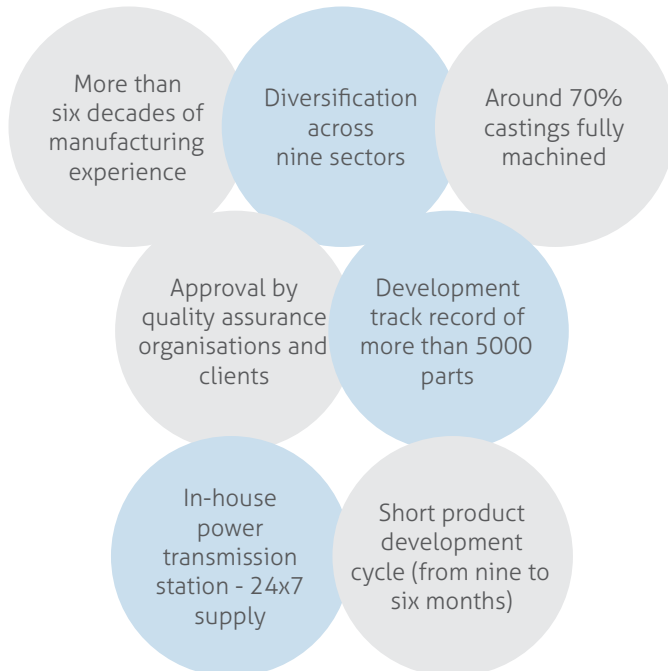 More than
six decades of
manufacturing
experience
Diversification
across
nine sectors
Around 70%
castings fully
machined
Approval by
quality assurance
organisations and
clients
Development
track record of
more than 5000
parts
In-house
power
transmission
station - 24x7
supply
Short product
development
cycle (from nine to
six months)